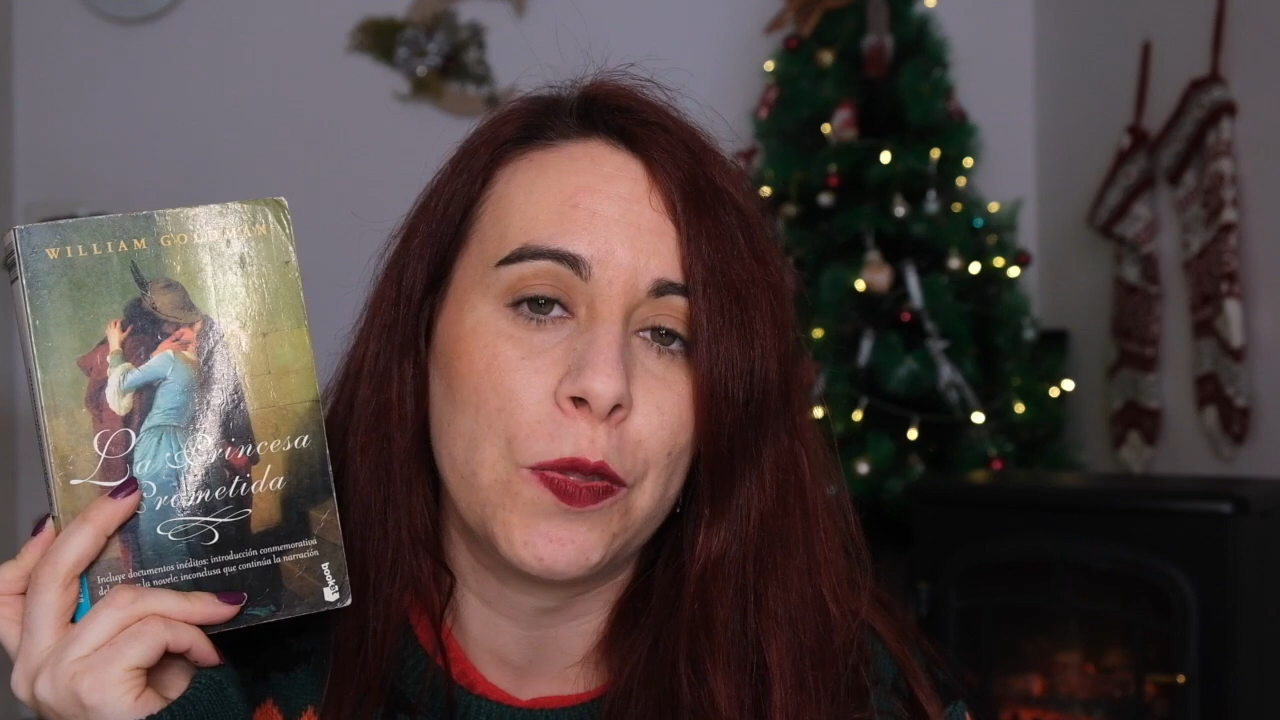 WILLIAM GOLDMAN
La Princesa
Prometida
Incluye documentos inéditos: introducción conmemorativa
la novela inconclusa que continúa la narración
booket